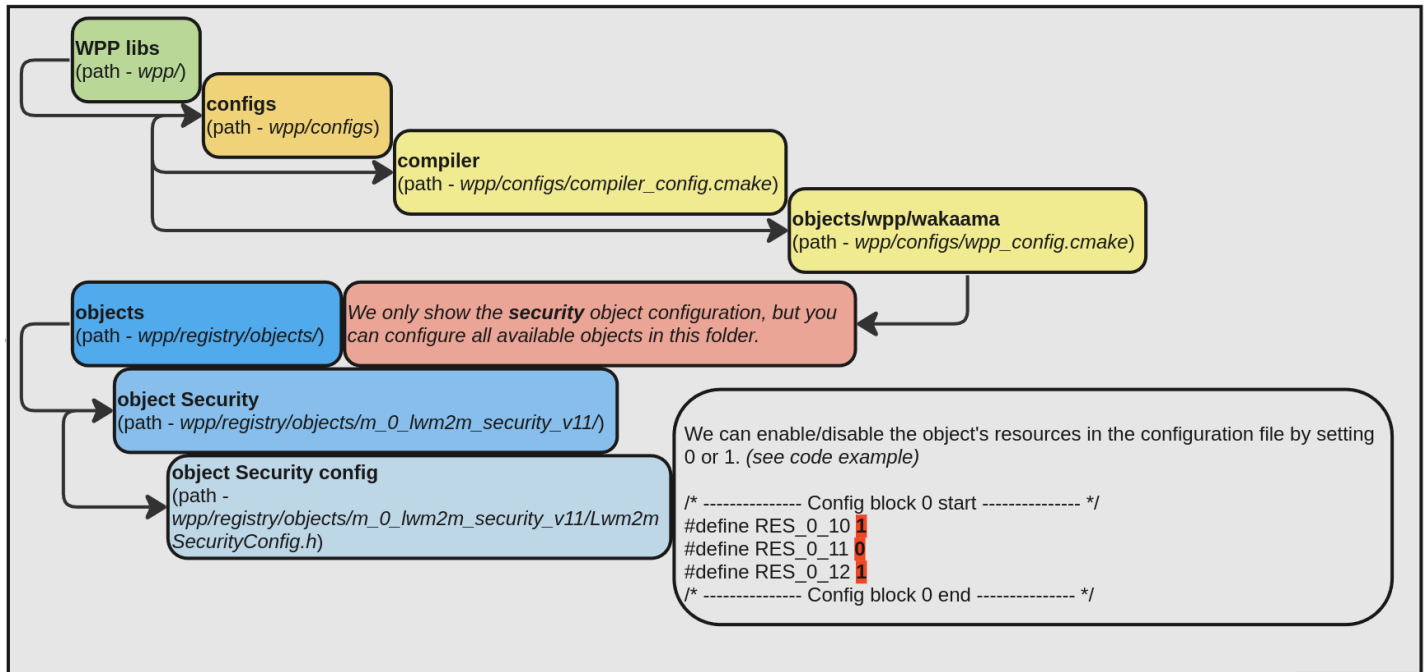 WPP libs
(path - wpp/)
configs
(path - wpp/configs)
compiler
(path - wpp/configs/compiler_config.cmake)
objects/wpp/wakaama
(path - wpp/configs/wpp_config.cmake)
objects
(path - wpp/registry/objects/)
We only show the security object configuration, but you
can configure all available objects in this folder.
object Security
(path - wpp/registry/objects/m_0_lwm2m_security_v11/)
object Security config
(path -
wpp/registry/objects/m_0_lwm2m_security_v11/Lwm2m
SecurityConfig.h)
We can enable/disable the object's resources in the configuration file by setting
0 or 1. (see code example)
/* --------------- Config block 0 start --------------- */
#define RES_0_10 1
#define RES_0_11 0
#define RES_0_12 1
/* --------------- Config block 0 end --------------- */